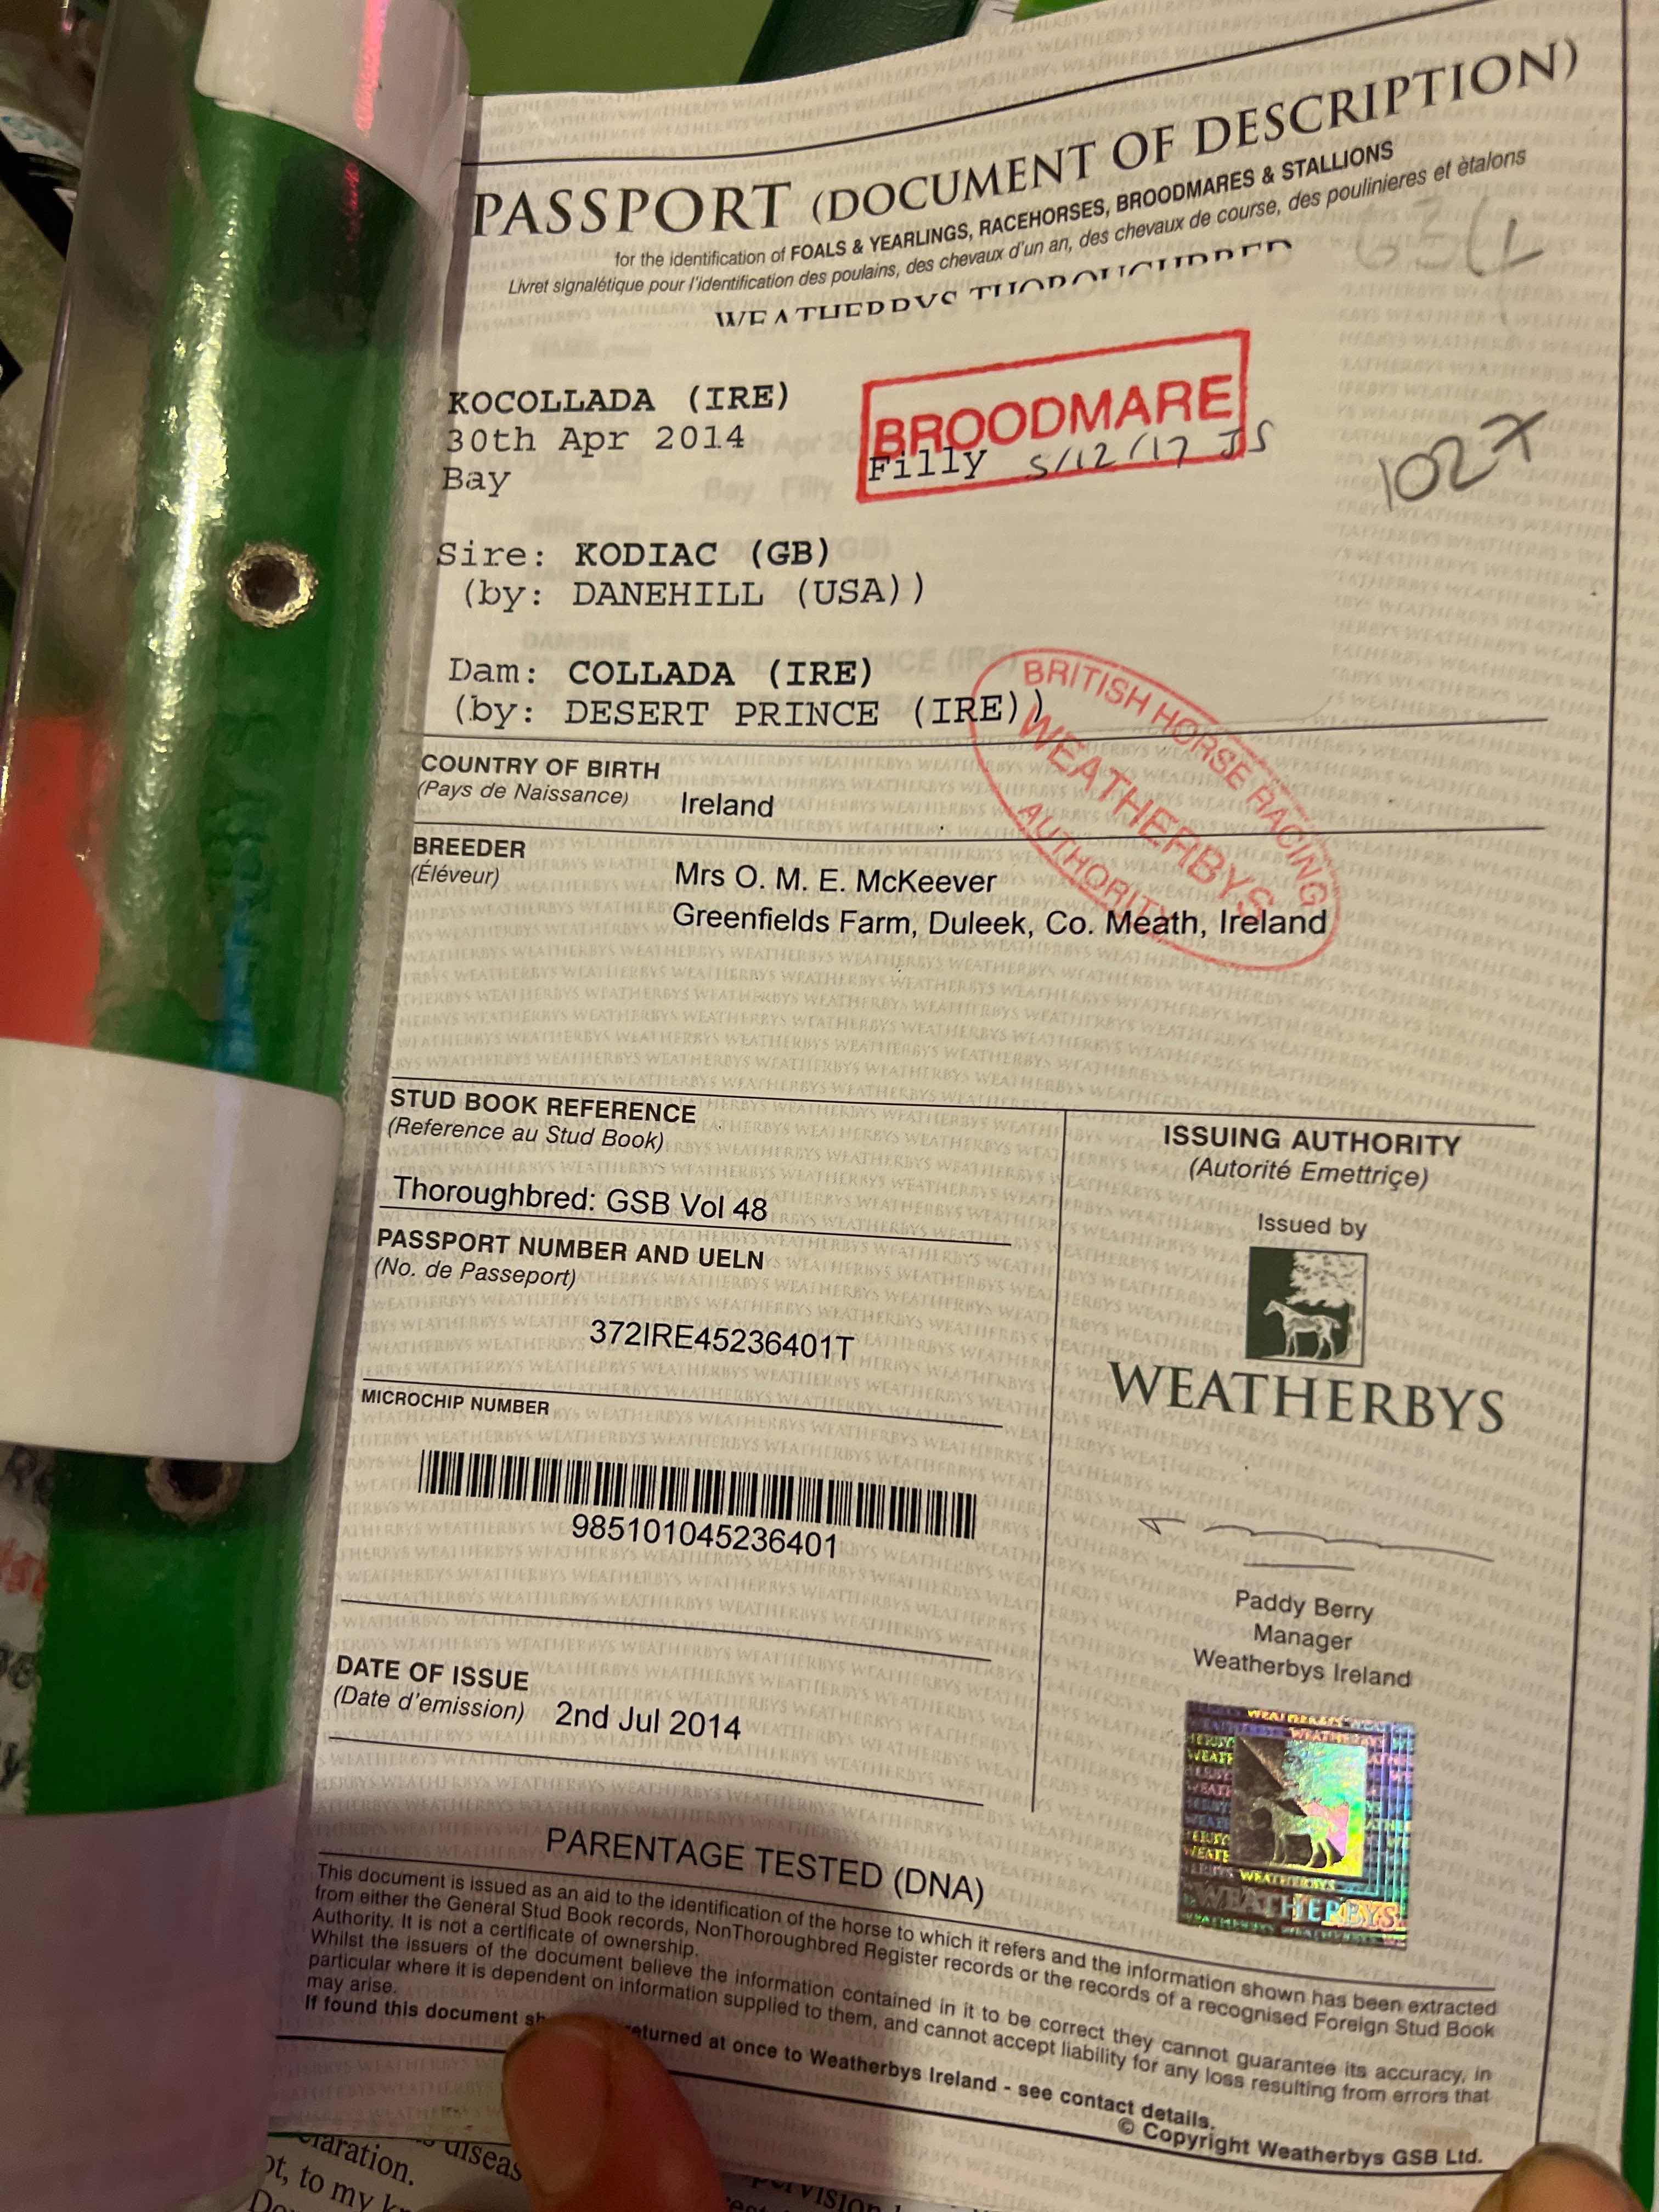 PASSPORT (DOCUMENT OF DESCRIPTION)
for the identification of FOALS & YEARLINGS, RACEHORSES, BROODMARES & STALLIONS
Livret signalétique pour l'identification des poulains, des chevaux d'un an, des chevaux de course, des poulinieres et ètalons
WEATHERBYS THOROUGHBRED
KOCOLLADA (IRE)
30th Apr 2014
Bay
BROODMARE
Filly 5/12/17 JS
1027
Sire: KODIAC (GB)
(by: DANEHILL (USA))
Dam: COLLADA (IRE)
(by: DESERT PRINCE (IRE))
BRITISH HORSE RACING
WEATHERBYS
AUTHORITY
COUNTRY OF BIRTH
(Pays de Naissance) Ireland
BREEDER
(Éléveur)
Mrs O. M. E. McKeever
Greenfields Farm, Duleek, Co. Meath, Ireland
STUD BOOK REFERENCE
(Reference au Stud Book)
Thoroughbred: GSB Vol 48
PASSPORT NUMBER AND UELN
(No. de Passeport)
372IRE45236401T
MICROCHIP NUMBER
985101045236401
DATE OF ISSUE
(Date d'emission) 2nd Jul 2014
ISSUING AUTHORITY
(Autorité Emettriçe)
Issued by
WEATHERBYS
Paddy Berry
Manager
Weatherbys Ireland
WEATHERBYS
PARENTAGE TESTED (DNA)
This document is issued as an aid to the identification of the horse to which it refers and the information shown has been extracted
from either the General Stud Book records, NonThoroughbred Register records or the records of a recognised Foreign Stud Book
Authority. It is not a certificate of ownership.
Whilst the issuers of the document believe the information contained in it to be correct they cannot guarantee its accuracy, in
particular where it is dependent on information supplied to them, and cannot accept liability for any loss resulting from errors that
may arise.
If found this document returned at once to Weatherbys Ireland - see contact details.
© Copyright Weatherbys GSB Ltd.